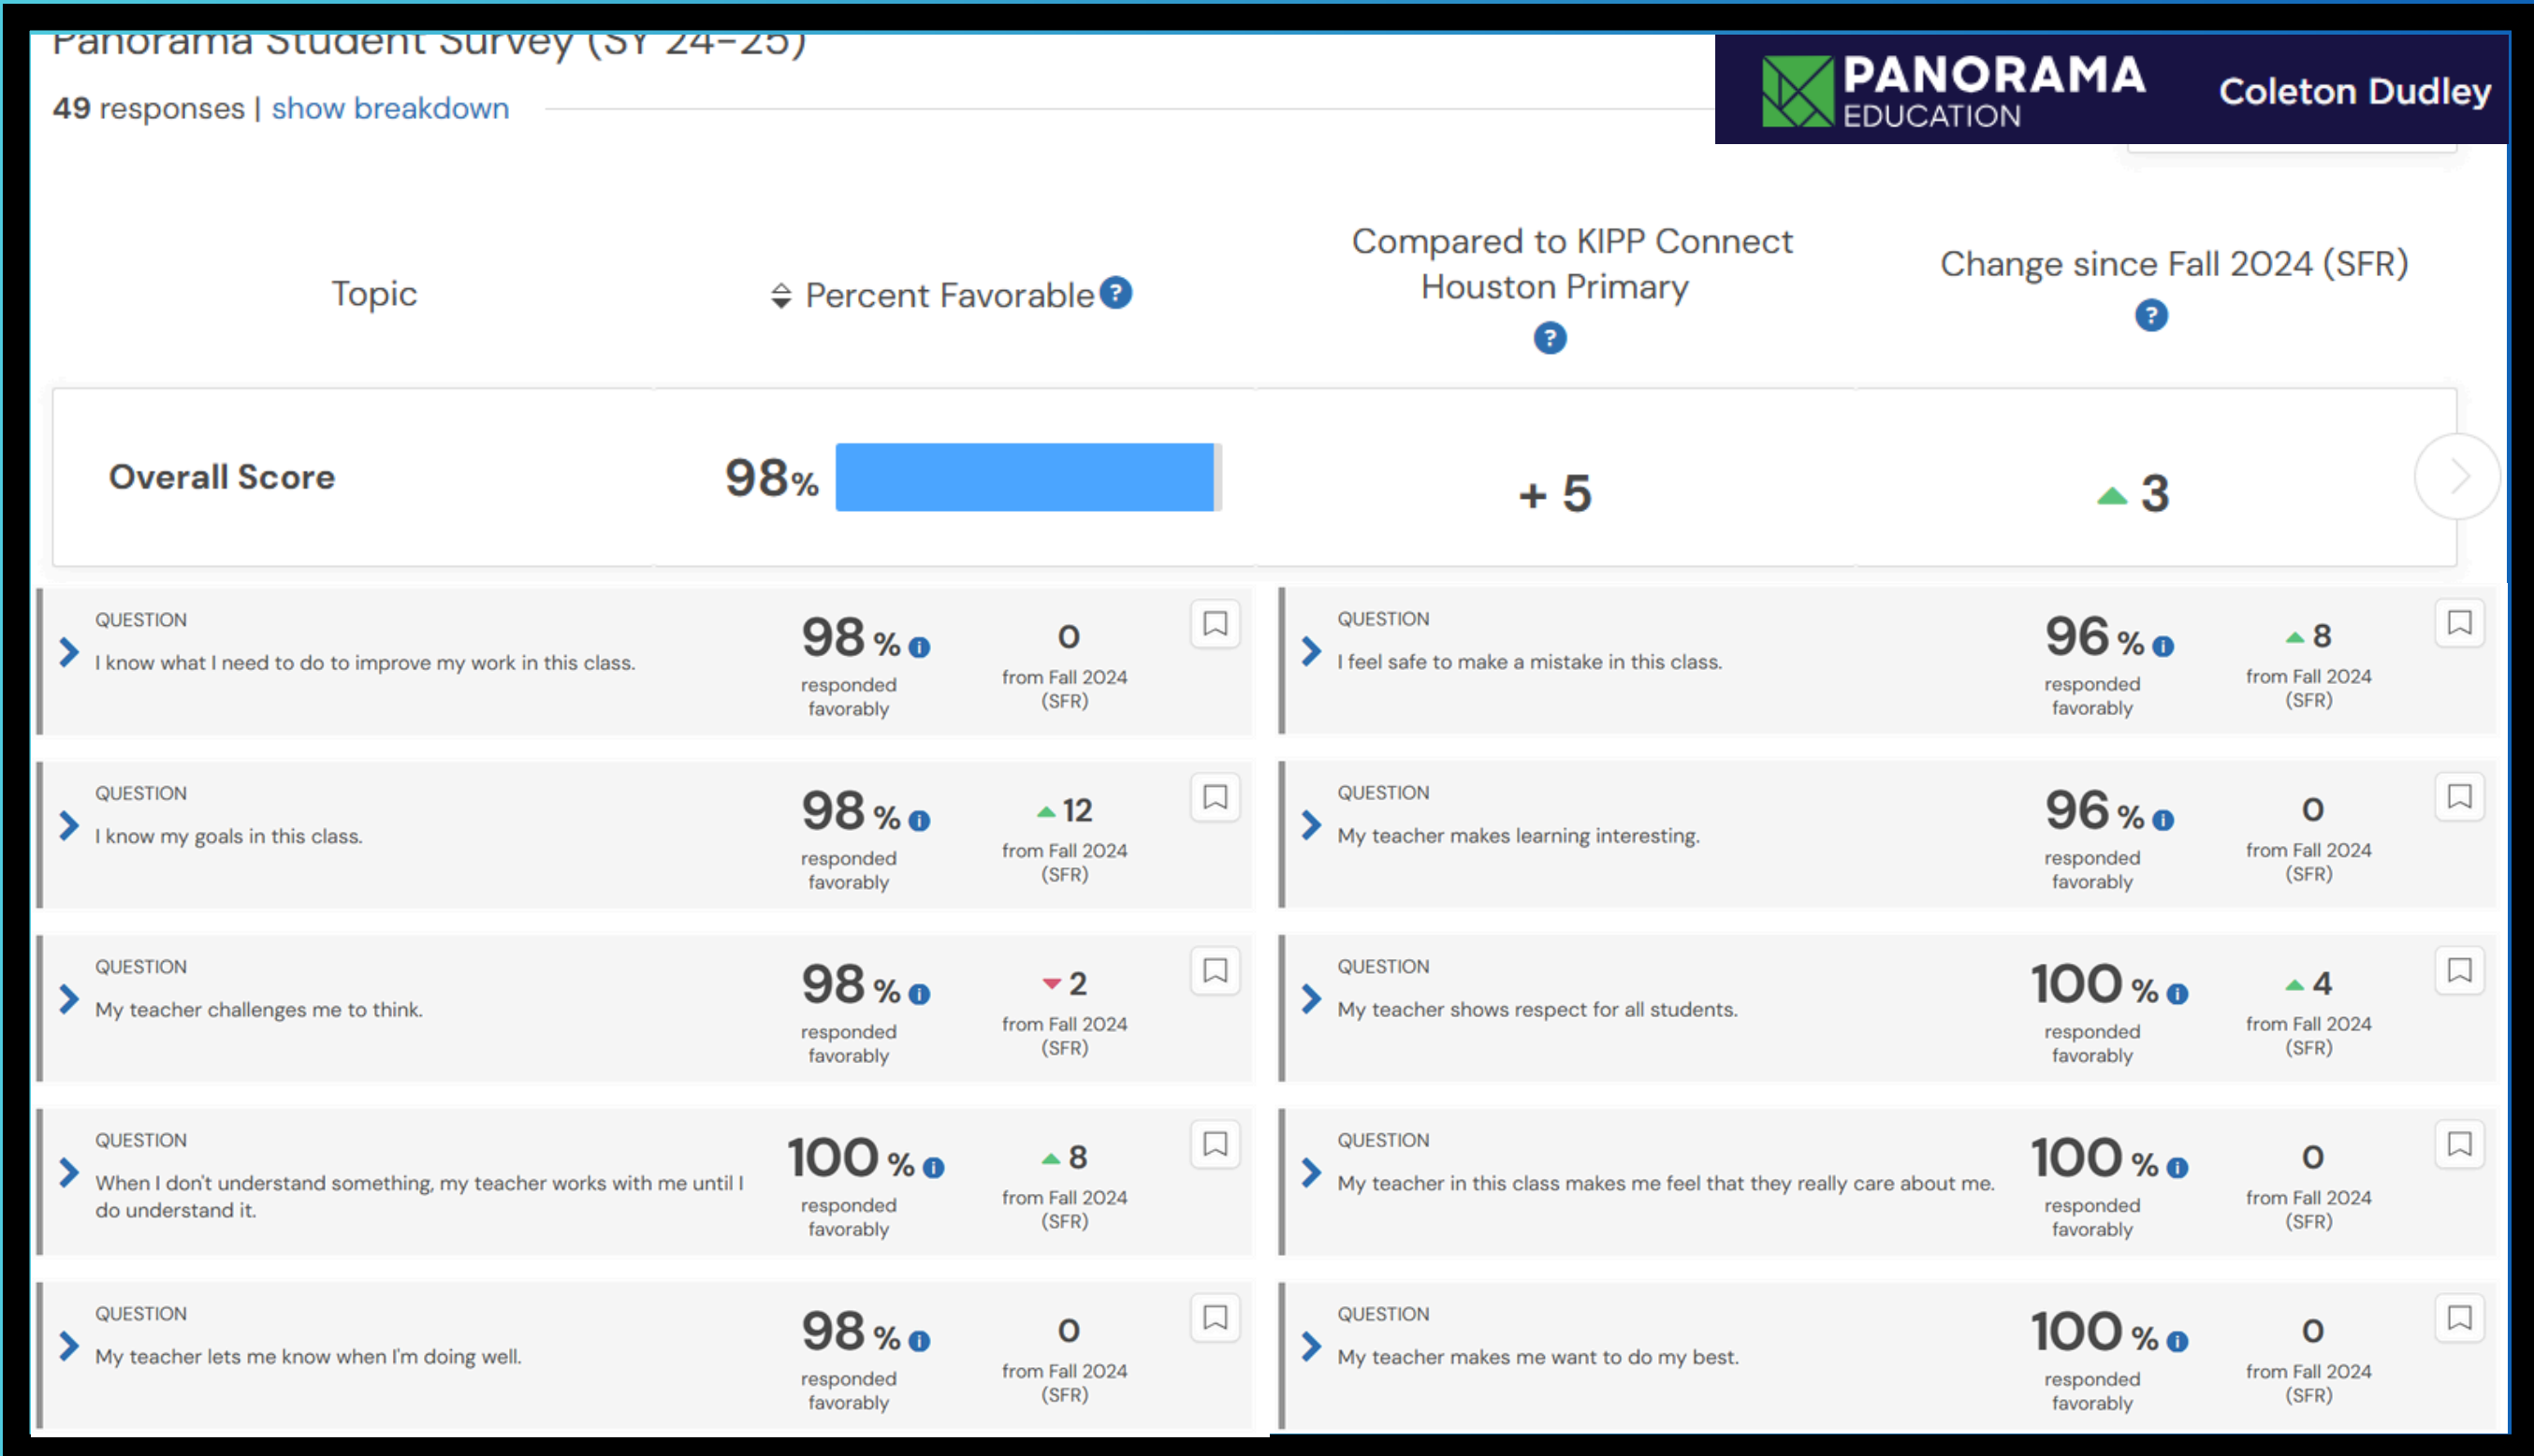 Panorama Student Survey (SY 24-25)
49 responses | show breakdown
PANORAMA
EDUCATION
Coleton Dudley
Topic
Percent Favorable ?
Compared to KIPP Connect
Houston Primary
?
Change since Fall 2024 (SFR)
?
Overall Score
98%
+ 5
3
QUESTION
I know what I need to do to improve my work in this class.
98 % i
responded
favorably
0
from Fall 2024
(SFR)
QUESTION
I feel safe to make a mistake in this class.
96 % i
responded
favorably
8
from Fall 2024
(SFR)
QUESTION
I know my goals in this class.
98 % i
responded
favorably
12
from Fall 2024
(SFR)
QUESTION
My teacher makes learning interesting.
96 % i
responded
favorably
0
from Fall 2024
(SFR)
QUESTION
My teacher challenges me to think.
98 % i
responded
favorably
2
from Fall 2024
(SFR)
QUESTION
My teacher shows respect for all students.
100 % i
responded
favorably
4
from Fall 2024
(SFR)
QUESTION
When I don't understand something, my teacher works with me until I
do understand it.
100 % i
responded
favorably
8
from Fall 2024
(SFR)
QUESTION
My teacher in this class makes me feel that they really care about me.
100 % i
responded
favorably
0
from Fall 2024
(SFR)
QUESTION
My teacher lets me know when I'm doing well.
98 % i
responded
favorably
0
from Fall 2024
(SFR)
QUESTION
My teacher makes me want to do my best.
100 % i
responded
favorably
0
from Fall 2024
(SFR)